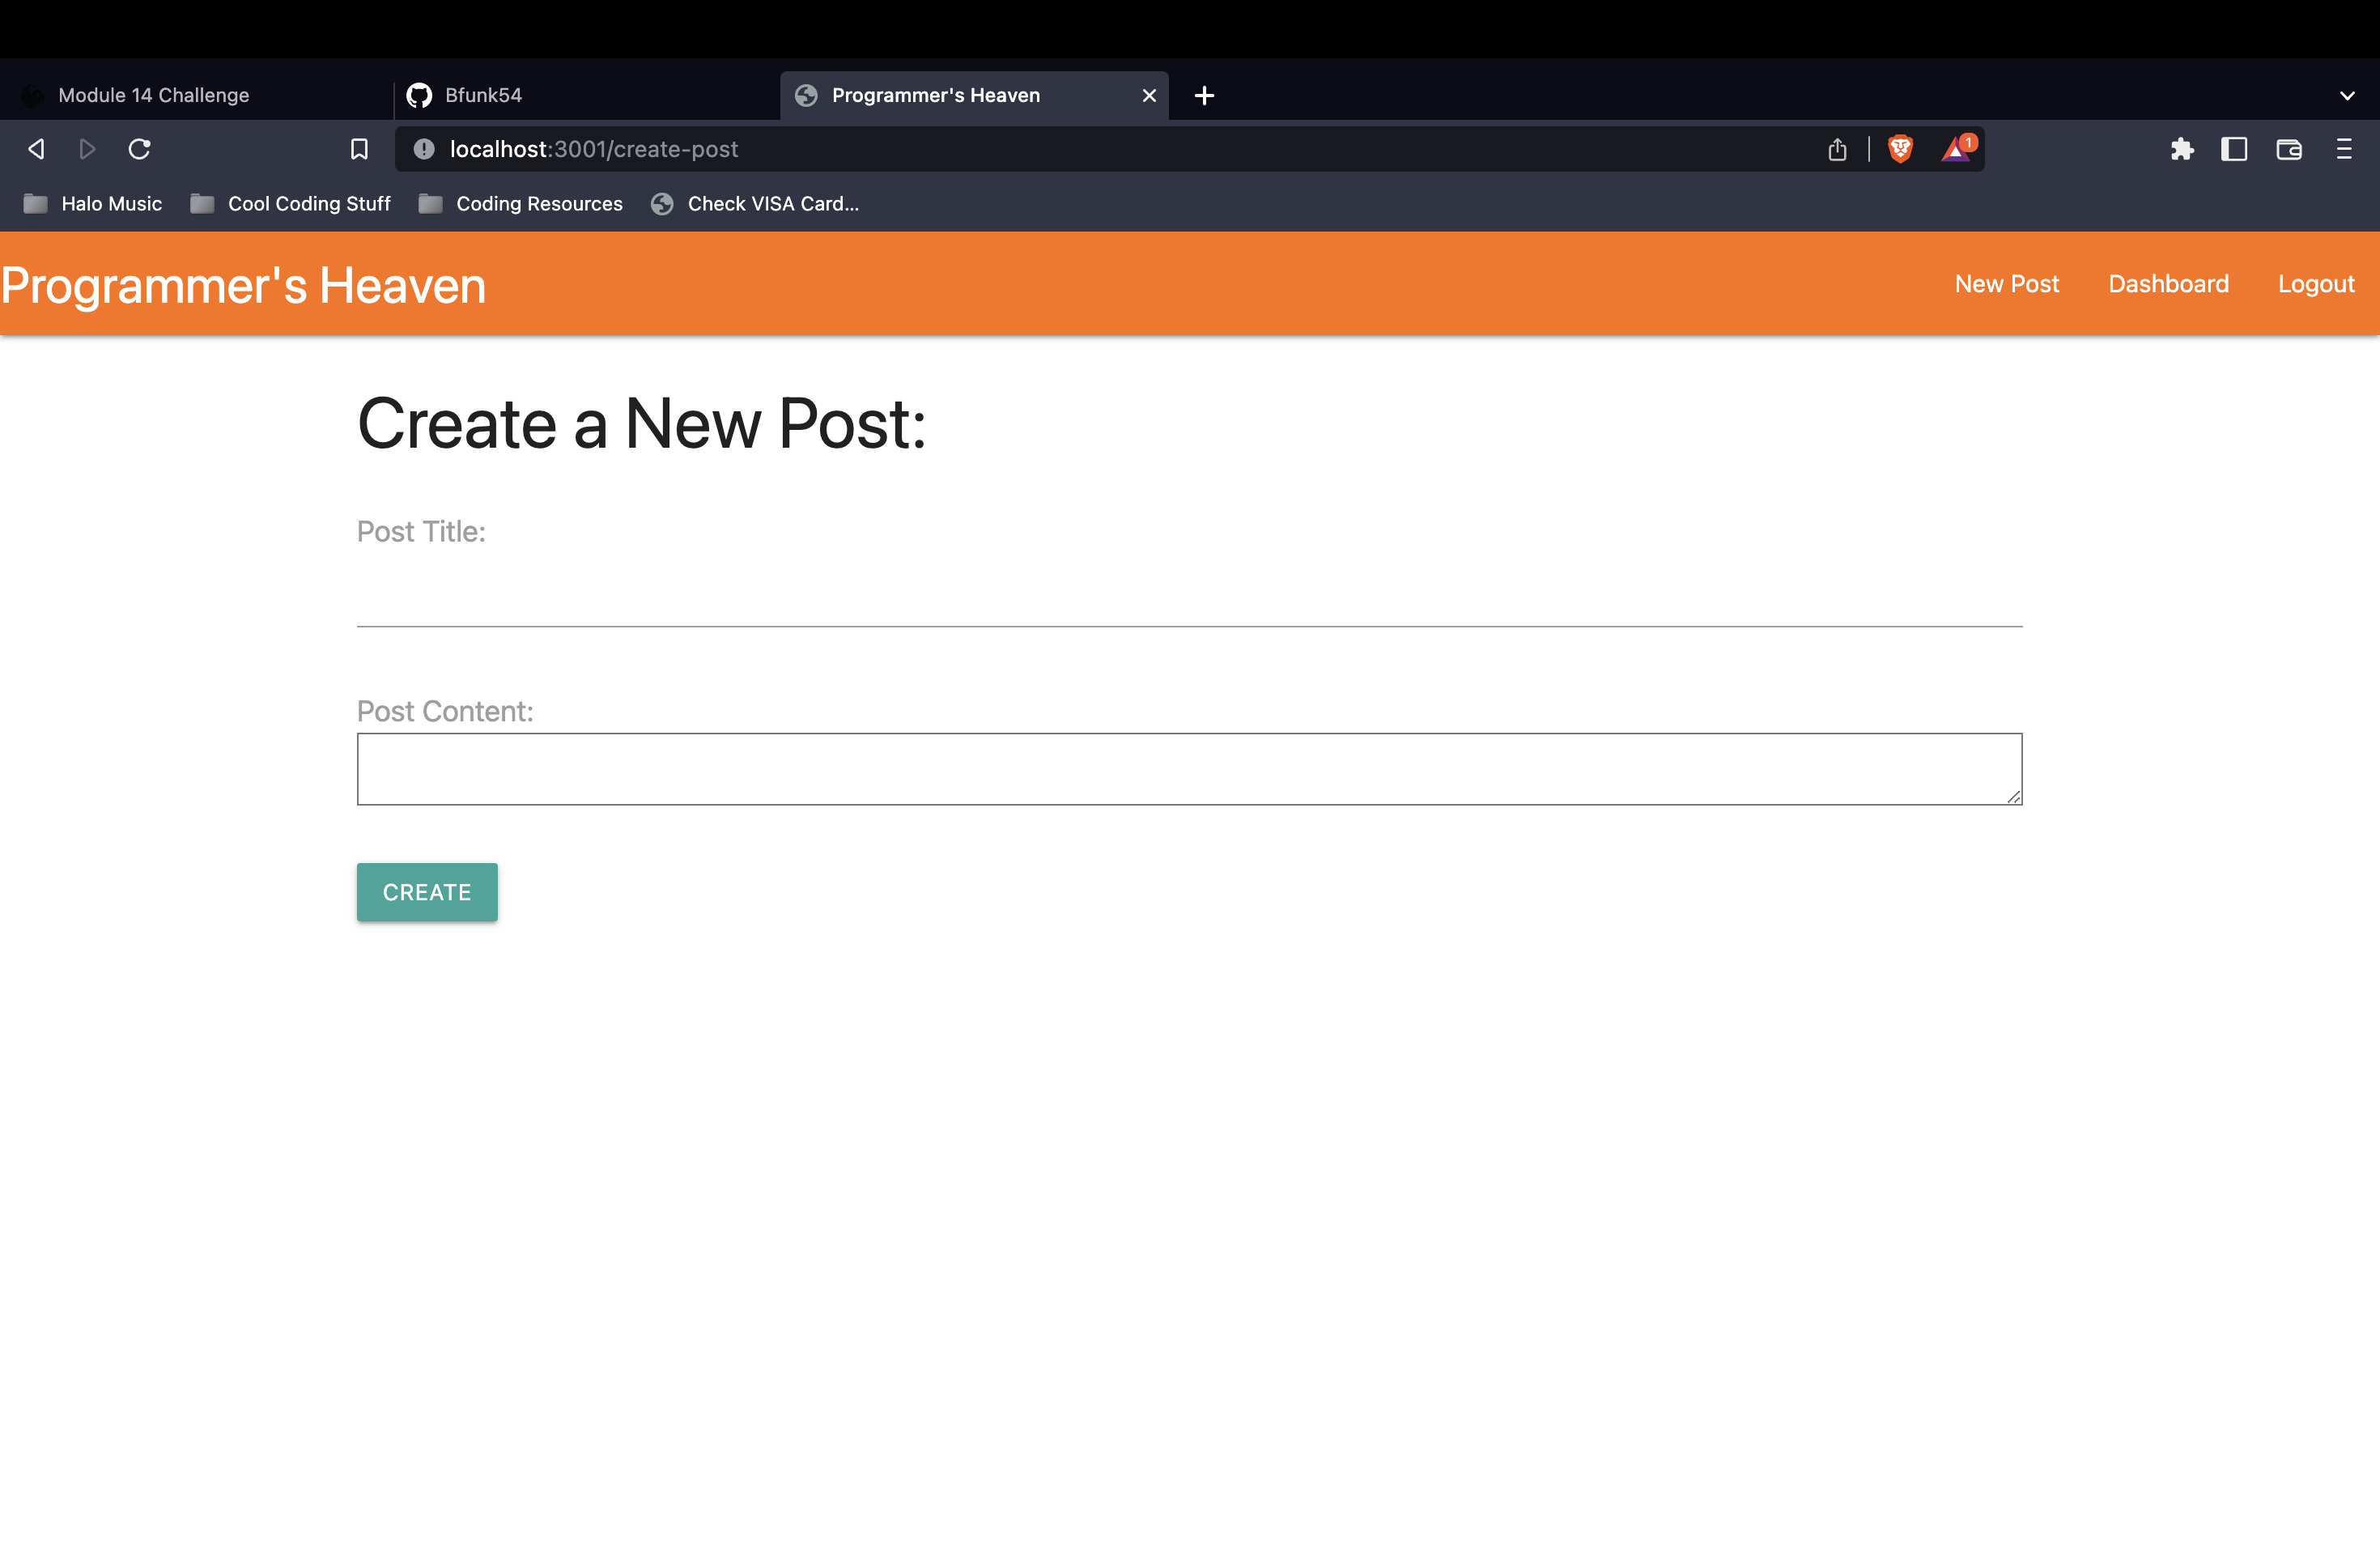 Module 14 Challenge
Bfunk54
Programmer's Heaven
localhost:3001/create-post
1
Halo Music
Cool Coding Stuff
Coding Resources
Check VISA Card...
Programmer's Heaven
New Post
Dashboard
Logout
Create a New Post:
Post Title:
Post Content:
CREATE